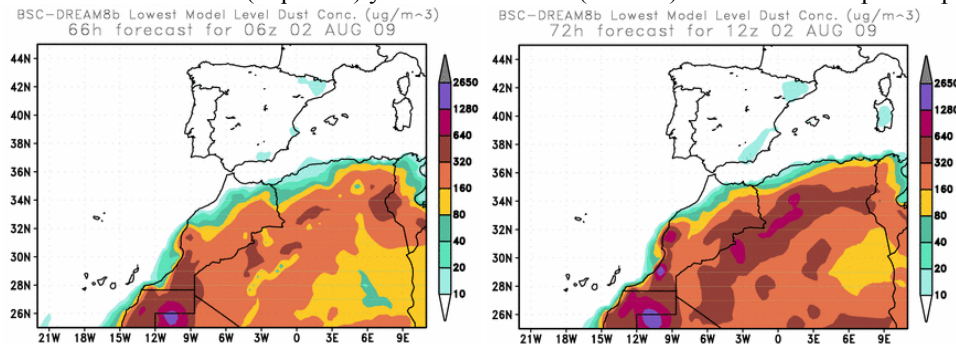 BSC-DREAM8b Lowest Model Level Dust Conc. (ug/m^3)
66h forecast for 06z 02 AUG 09
44N
42N
40N
38N
36N
34N
32N
30N
28N
26N
21W 18W 15W 12W 9W 6W 3W 0 3E 6E 9E
2650
1280
640
320
160
80
40
20
10
BSC-DREAM8b Lowest Model Level Dust Conc. (ug/m^3)
72h forecast for 12z 02 AUG 09
44N
42N
40N
38N
36N
34N
32N
30N
28N
26N
21W 18W 15W 12W 9W 6W 3W 0 3E 6E 9E
2650
1280
640
320
160
80
40
20
10